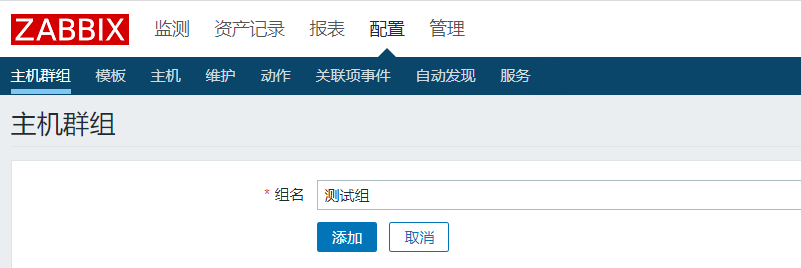 ZABBIX 监测 资产记录 报表 配置 管理
主机群组 模板 主机 维护 动作 关联项事件 自动发现 服务
主机群组
* 组名 测试组
添加 取消